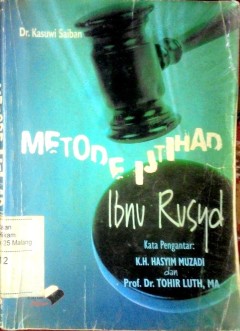 Dr. Kasuwi Saiban
METODE IJTIHAD
Ibnu Rusyd
Kata Pengantar:
K.H. HASYIM MUZADI
dan
Prof. Dr. TOHIR LUTH, MA